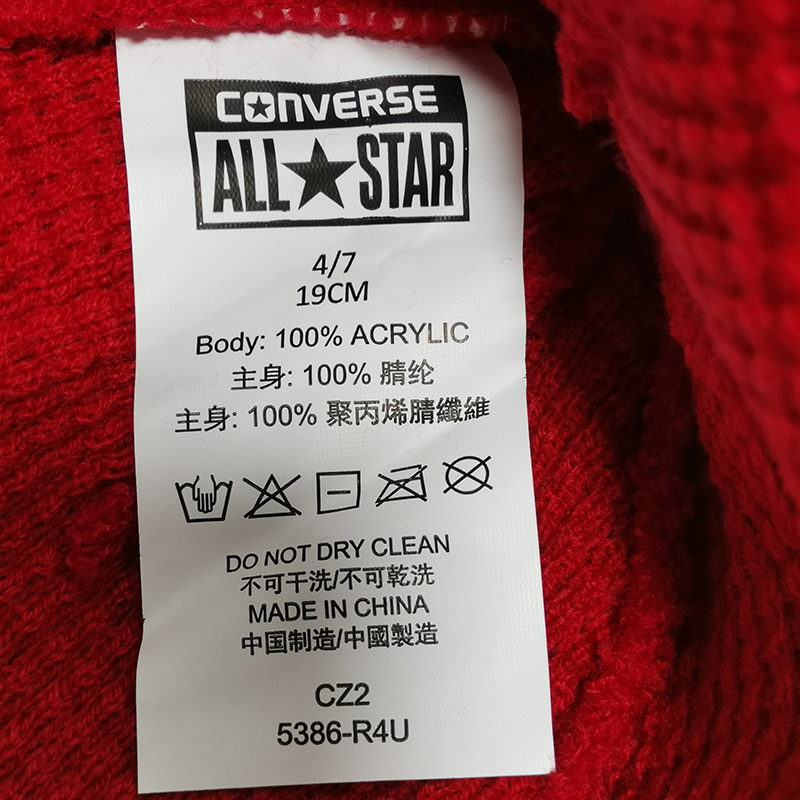 CONVERSE
ALL★STAR
4/7
19CM
Body: 100% ACRYLIC
主身: 100% 腈纶
主身: 100% 聚丙烯腈纖維
DO NOT DRY CLEAN
不可干洗/不可乾洗
MADE IN CHINA
中国制造/中國製造
CZ2
5386-R4U